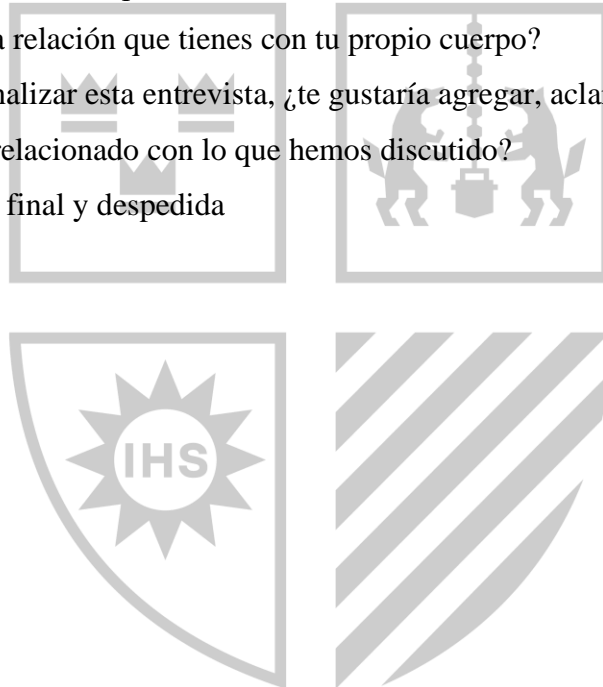 a relación que tienes con tu propio cuerpo?
nalizar esta entrevista, ¿te gustaría agregar, acla
relacionado con lo que hemos discutido?
final y despedida
IHS